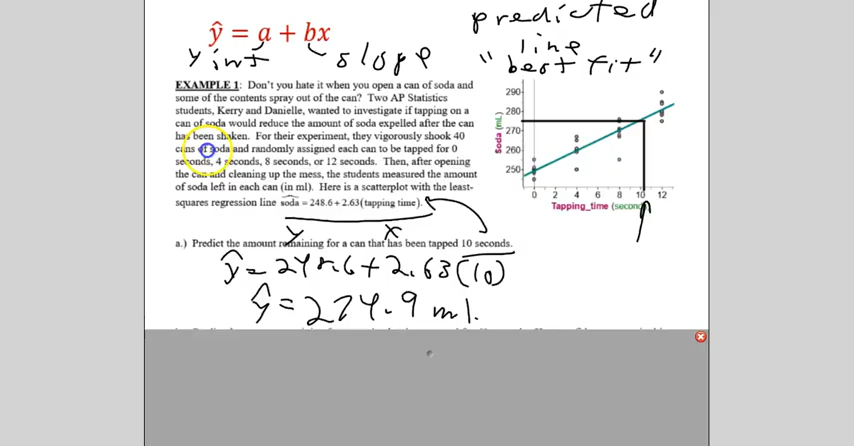 predicted
ŷ = a + bx
line
y int slope "best fit"
EXAMPLE 1: Don't you hate it when you open a can of soda and
some of the contents spray out of the can? Two AP Statistics
students, Kerry and Danielle, wanted to investigate if tapping on a
can of soda would reduce the amount of soda expelled after the can
has been shaken. For their experiment, they vigorously shook 40
cans of soda and randomly assigned each can to be tapped for 0
seconds, 4 seconds, 8 seconds, or 12 seconds. Then, after opening
the can and cleaning up the mess, the students measured the amount
of soda left in each can (in ml). Here is a scatterplot with the least-
squares regression line soda = 248.6 + 2.63(tapping time).
290
280
270
260
250
Soda (mL)
0 2 4 6 8 10 12
Tapping_time (seconds)
y x
a.) Predict the amount remaining for a can that has been tapped 10 seconds.
ŷ = 248.6 + 2.63(10)
ŷ = 274.9 ml.